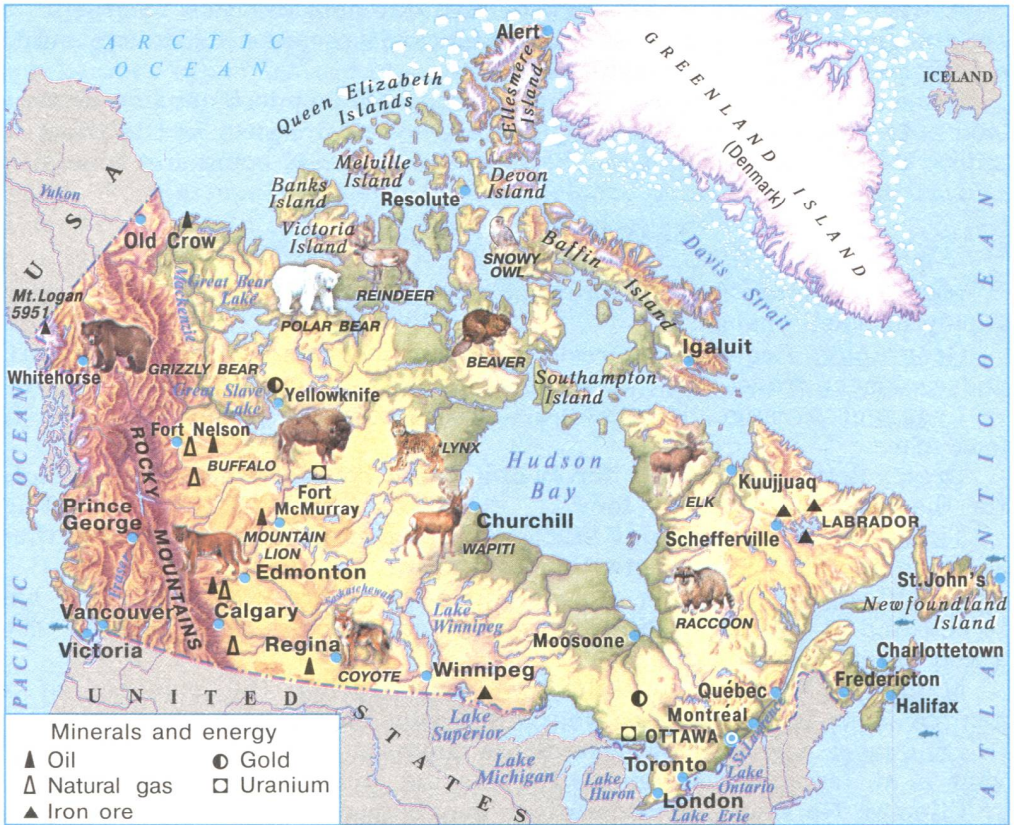 Alert
ARCTIC
OCEAN
GREENLAND
ISLAND
(Denmark)
ICELAND
Queen Elizabeth
Islands
Ellesmere
Island
Melville
Island
Devon
Island
Banks
Island
Resolute
USA
Yukon
Victoria
Island
Old Crow
SNOWY
OWL
Baffin
Island
Davis
Strait
Mackenzie
Great Bear
Lake
REINDEER
Mt.Logan
5951
POLAR BEAR
BEAVER
Igaluit
GRIZZLY BEAR
Whitehorse
Great Slave
Lake
Yellowknife
Southampton
Island
Fort Nelson
BUFFALO
LYNX
Hudson
Bay
ROCKY
MOUNTAINS
Fort
McMurray
ELK
Kuujjuaq
Prince
George
MOUNTAIN
LION
Churchill
WAPITI
Schefferville
LABRADOR
Edmonton
PACIFIC
OCEAN
ATLANTIC OCEAN
Saskatchewan
St.John's
Newfoundland
Island
Vancouver
Calgary
Lake
Winnipeg
RACCOON
Victoria
Regina
Moosoone
Charlottetown
COYOTE
Winnipeg
Québec
Fredericton
Halifax
UNITED
STATES
Lake
Superior
Montréal
OTTAWA
St.Lawrence
Lake
Michigan
Toronto
Lake
Huron
Lake
Ontario
London
Lake Erie
Minerals and energy
Oil
Gold
Natural gas
Uranium
Iron ore